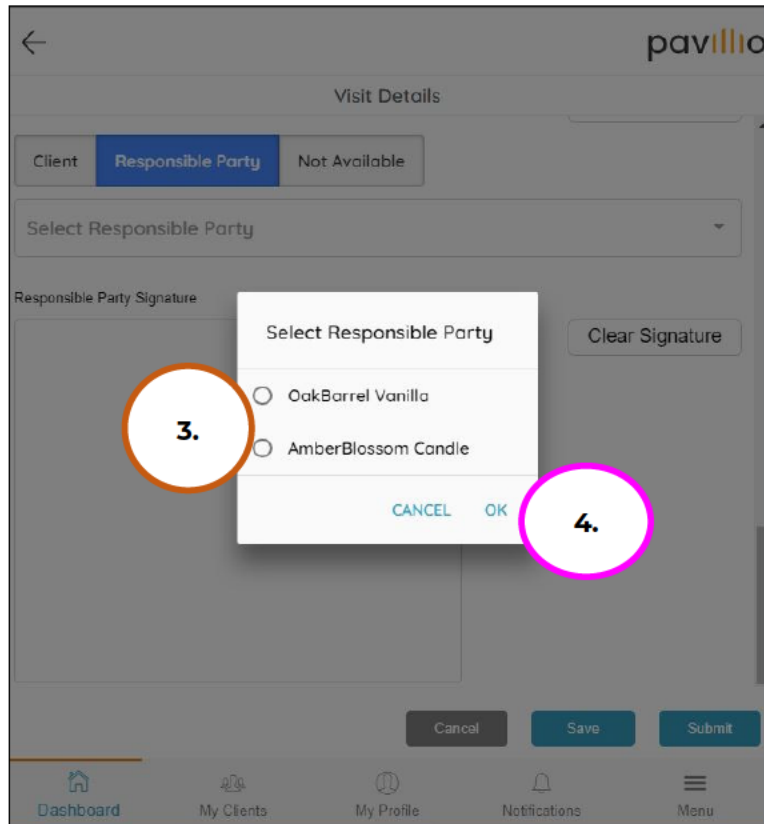 pavillio
Visit Details
Client Responsible Party Not Available
Select Responsible Party
Responsible Party Signature
Clear Signature
Select Responsible Party
OakBarrel Vanilla
AmberBlossom Candle
CANCEL OK
3.
4.
Cancel Save Submit
Dashboard My Clients My Profile Notifications Menu